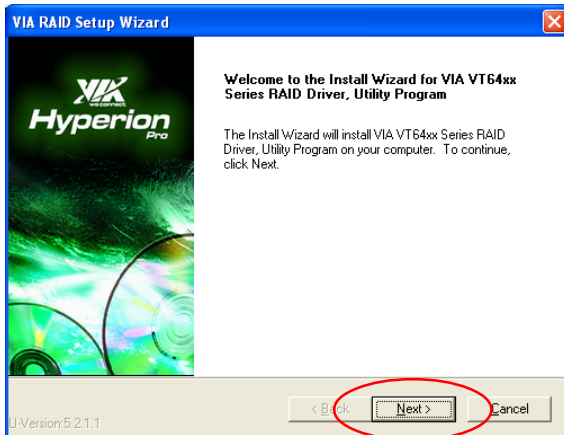 VIA RAID Setup Wizard
VIA
we connect
Hyperion
Pro
Welcome to the Install Wizard for VIA VT64xx
Series RAID Driver, Utility Program
The Install Wizard will install VIA VT64xx Series RAID
Driver, Utility Program on your computer. To continue,
click Next.
U-Version:5.2.1.1
< Back
Next >
Cancel